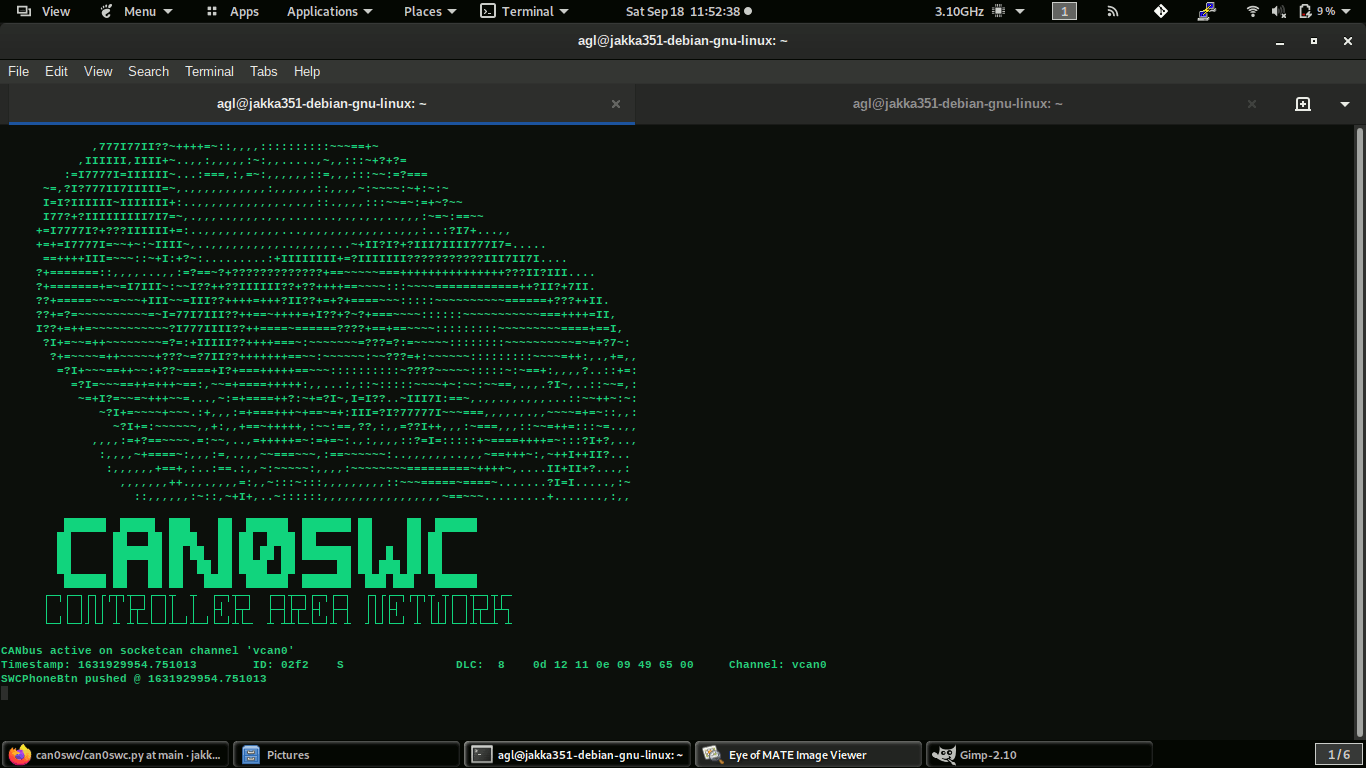 View Menu Apps Applications Places Terminal Sat Sep 18 11:52:38 3.10GHz 1 9%
agl@jakka351-debian-gnu-linux: ~
File Edit View Search Terminal Tabs Help
agl@jakka351-debian-gnu-linux: ~ agl@jakka351-debian-gnu-linux: ~
CAN0SWC
CONTROLLER AREA NETWORK
CANbus active on socketcan channel 'vcan0'
Timestamp: 1631929954.751013 ID: 02f2 S DLC: 8 0d 12 11 0e 09 49 65 00 Channel: vcan0
SWCPhoneBtn pushed @ 1631929954.751013
can0swc/can0swc.py at main · jakk... Pictures agl@jakka351-debian-gnu-linux: ~ Eye of MATE Image Viewer Gimp-2.10 1/6